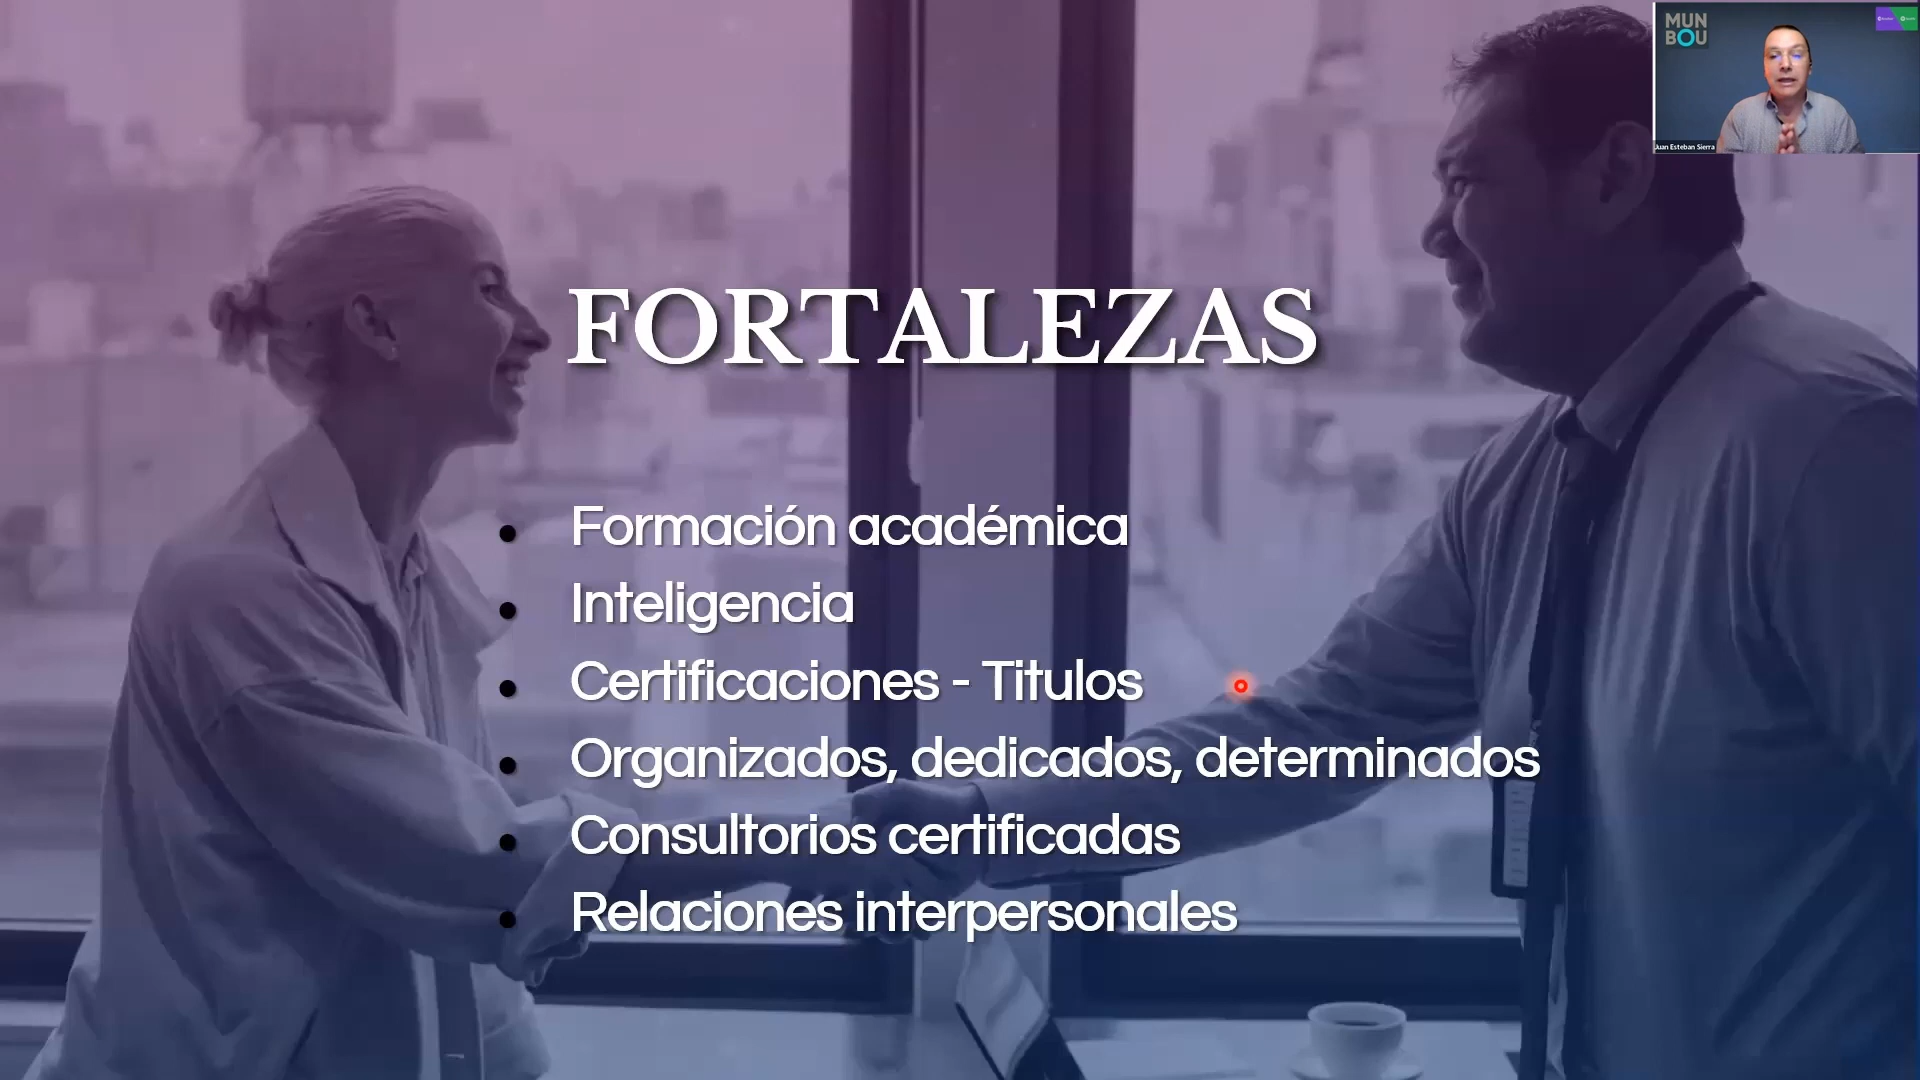 MUN
BOU
Juan Esteban Sierra
FORTALEZAS
Formación académica
Inteligencia
Certificaciones - Titulos
Organizados, dedicados, determinados
Consultorios certificadas
Relaciones interpersonales